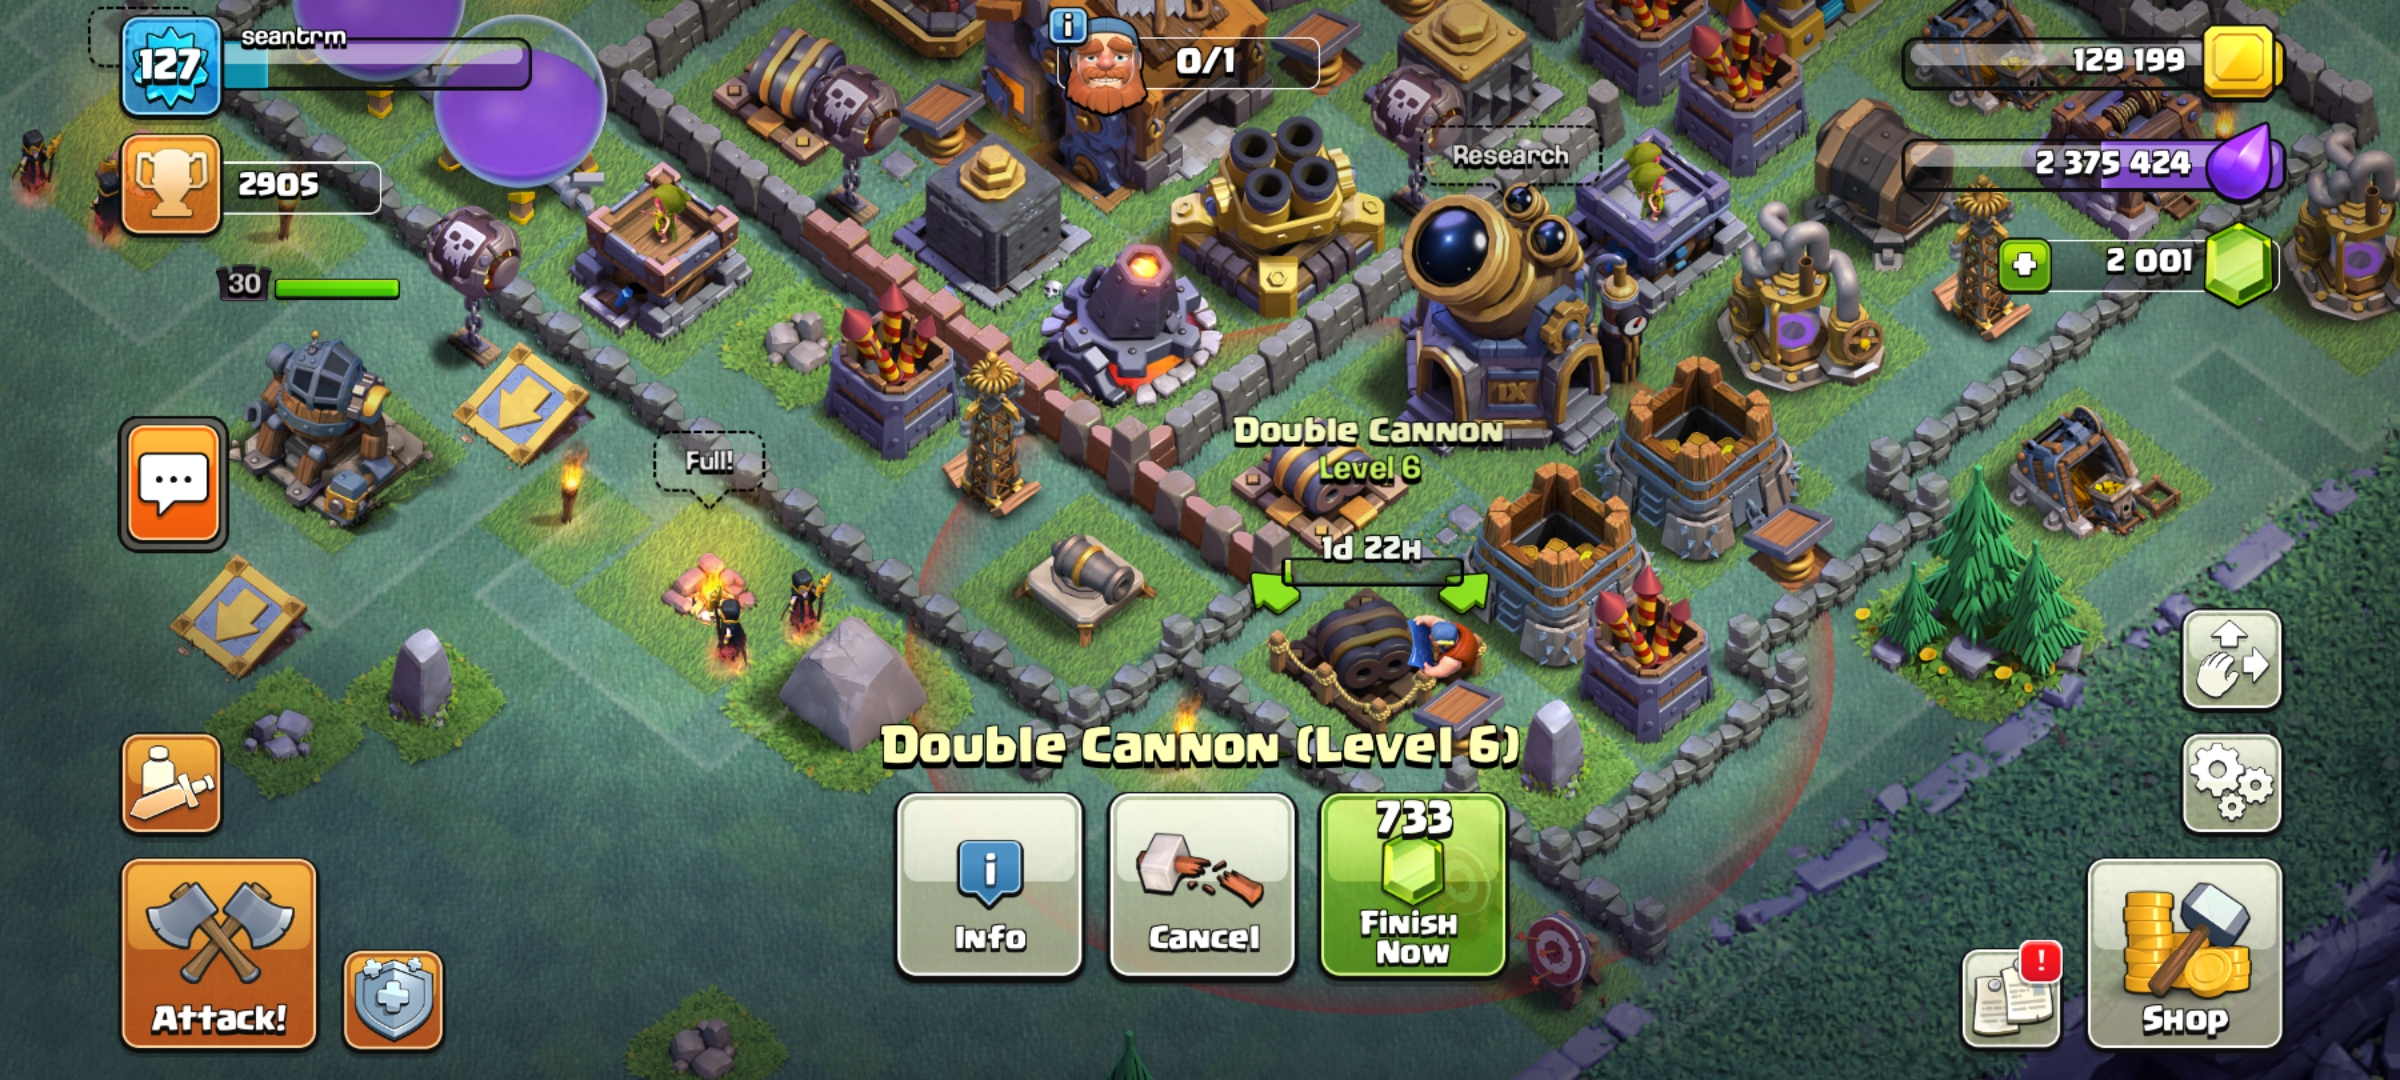 127
seantrm
0/1
129 199
Research
2 375 424
2905
2 001
30
IX
Double Cannon
Level 6
Full!
1d 22H
Double Cannon (Level 6)
733
Info
Cancel
Finish
Now
!
Attack!
Shop